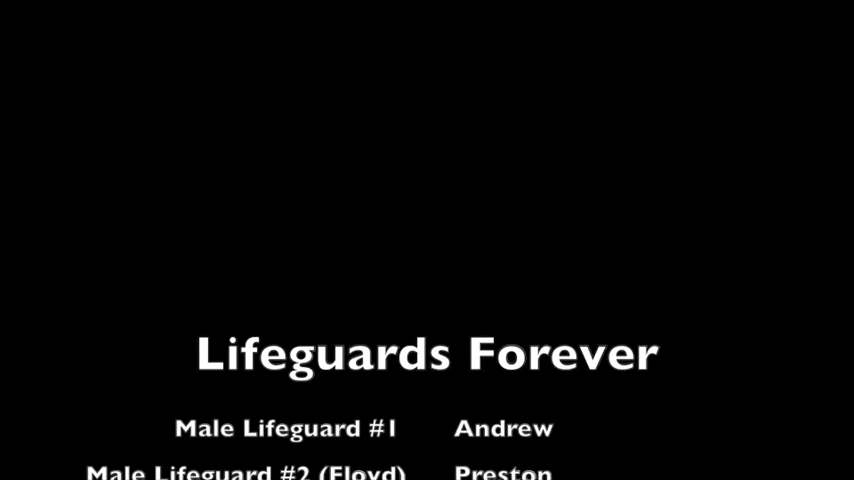 Lifeguards Forever
Male Lifeguard #1 Andrew
Male Lifeguard #2 (Floyd) Preston